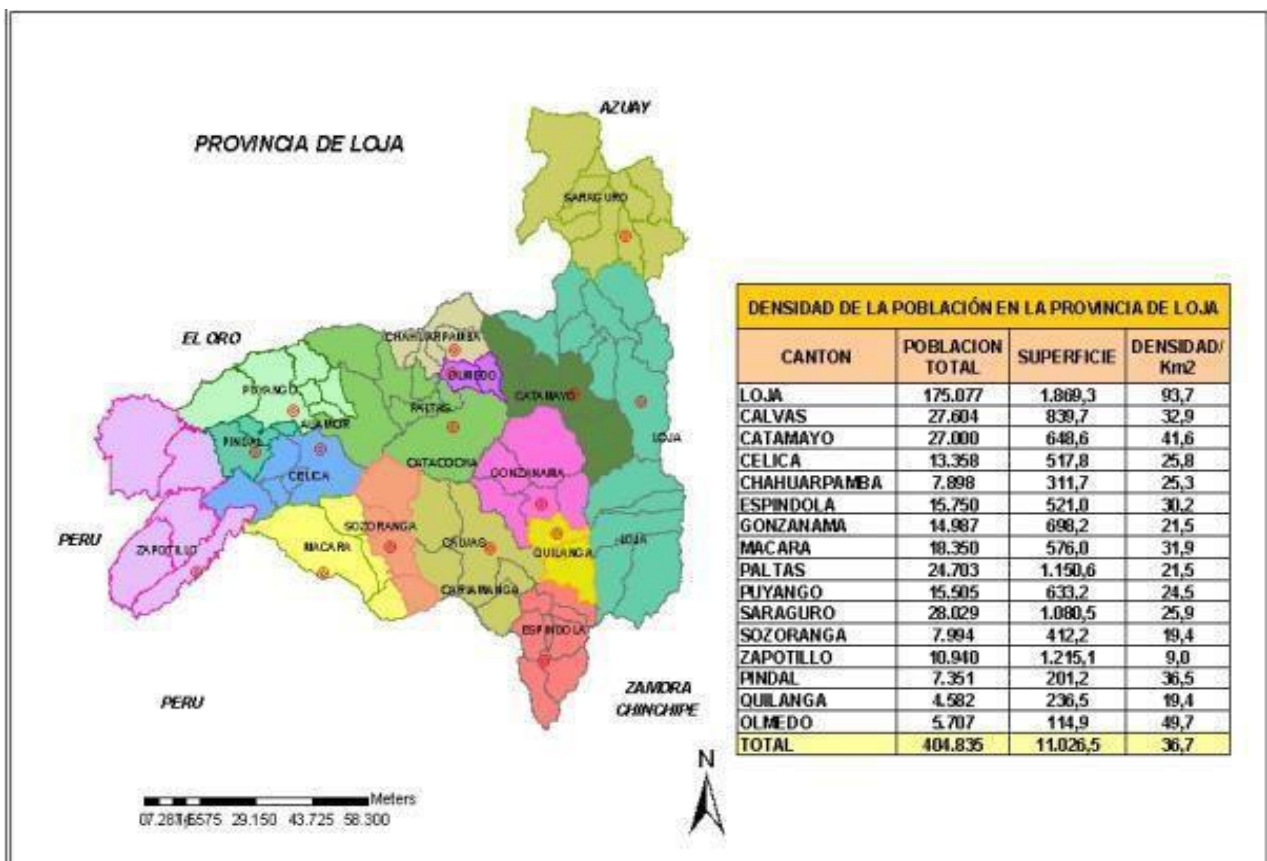 AZUAY
PROVINCIA DE LOJA
SARAGURO
EL ORO
CHAHUARPAMBA
OLMEDO
PUYANGO
CATAMAYO
PALTAS
ALAMOR
PINDAL
LOJA
CATACOCHA
GONZANAMA
CELICA
SOZORANGA
PERU
ZAPOTILLO
MACARA
CALVAS
QUILANGA
LOJA
CARIAMANGA
ESPINDOLA
PERU
ZAMORA
CHINCHIPE
N
Meters
29.150 43.725 58.300
DENSIDAD DE LA POBLACIÓN EN LA PROVINCIA DE LOJA
CANTON POBLACION TOTAL SUPERFICIE DENSIDAD/ Km2
LOJA 175.077 1.869,3 93,7
CALVAS 27.604 839,7 32,9
CATAMAYO 27.000 648,6 41,6
CELICA 13.358 517,8 25,8
CHAHUARPAMBA 7.898 311,7 25,3
ESPINDOLA 15.750 521,0 30,2
GONZANAMA 14.987 698,2 21,5
MACARA 18.350 576,0 31,9
PALTAS 24.703 1.150,6 21,5
PUYANGO 15.505 633,2 24,5
SARAGURO 28.029 1.080,5 25,9
SOZORANGA 7.994 412,2 19,4
ZAPOTILLO 10.940 1.215,1 9,0
PINDAL 7.351 201,2 36,5
QUILANGA 4.582 236,5 19,4
OLMEDO 5.707 114,9 49,7
TOTAL 404.835 11.026,5 36,7